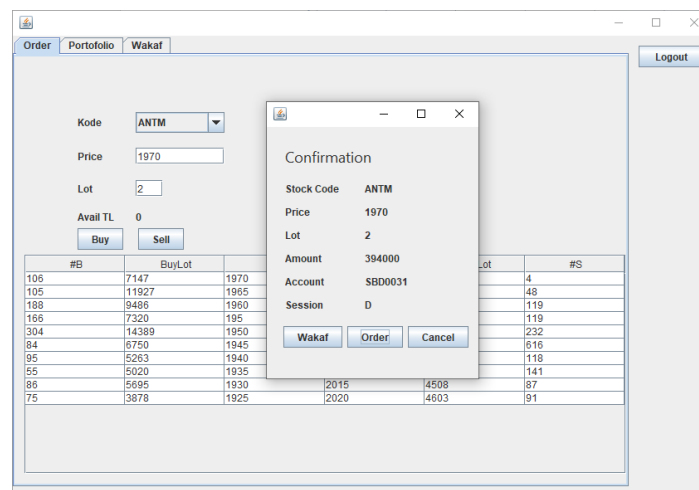 Order Portofolio Wakaf
Logout
Kode ANTM
Price 1970
Lot 2
Avail TL 0
Buy Sell
#B BuyLot Lot #S
106 7147 1970 4
105 11927 1965 48
188 9486 1960 119
166 7320 195 119
304 14389 1950 232
84 6750 1945 616
95 5263 1940 118
55 5020 1935 141
86 5695 1930 2015 4508 87
75 3878 1925 2020 4603 91
Confirmation
Stock Code ANTM
Price 1970
Lot 2
Amount 394000
Account SBD0031
Session D
Wakaf Order Cancel